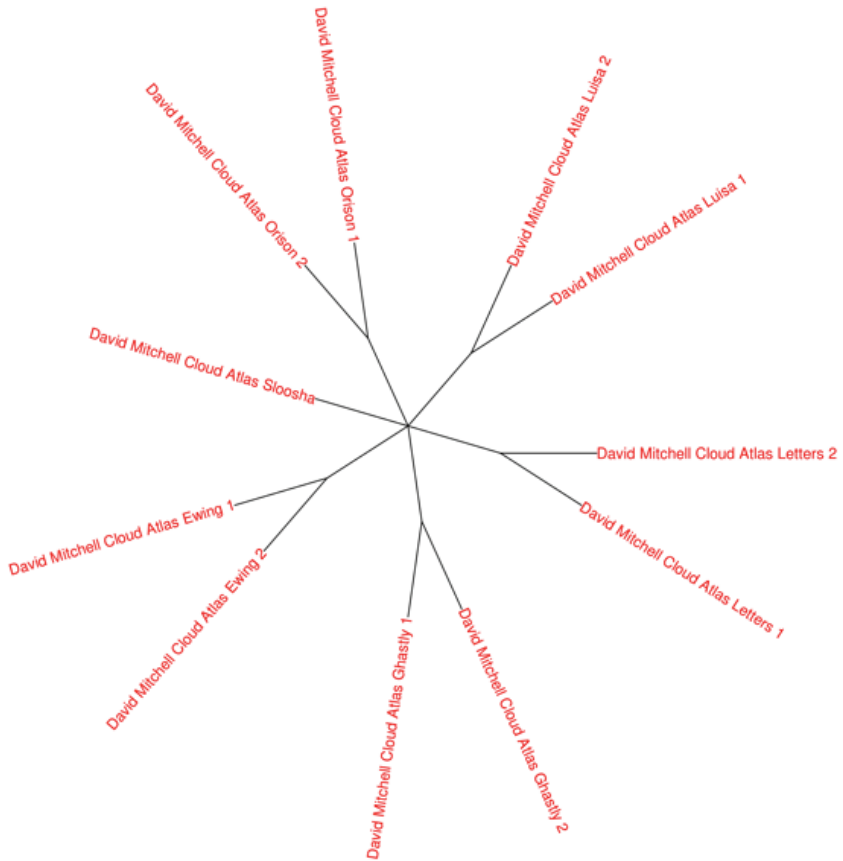 David Mitchell Cloud Atlas Orison 1
David Mitchell Cloud Atlas Luisa 2
David Mitchell Cloud Atlas Orison 2
David Mitchell Cloud Atlas Luisa 1
David Mitchell Cloud Atlas Sloosha
David Mitchell Cloud Atlas Letters 2
David Mitchell Cloud Atlas Ewing 1
David Mitchell Cloud Atlas Letters 1
David Mitchell Cloud Atlas Ewing 2
David Mitchell Cloud Atlas Ghastly 1
David Mitchell Cloud Atlas Ghastly 2